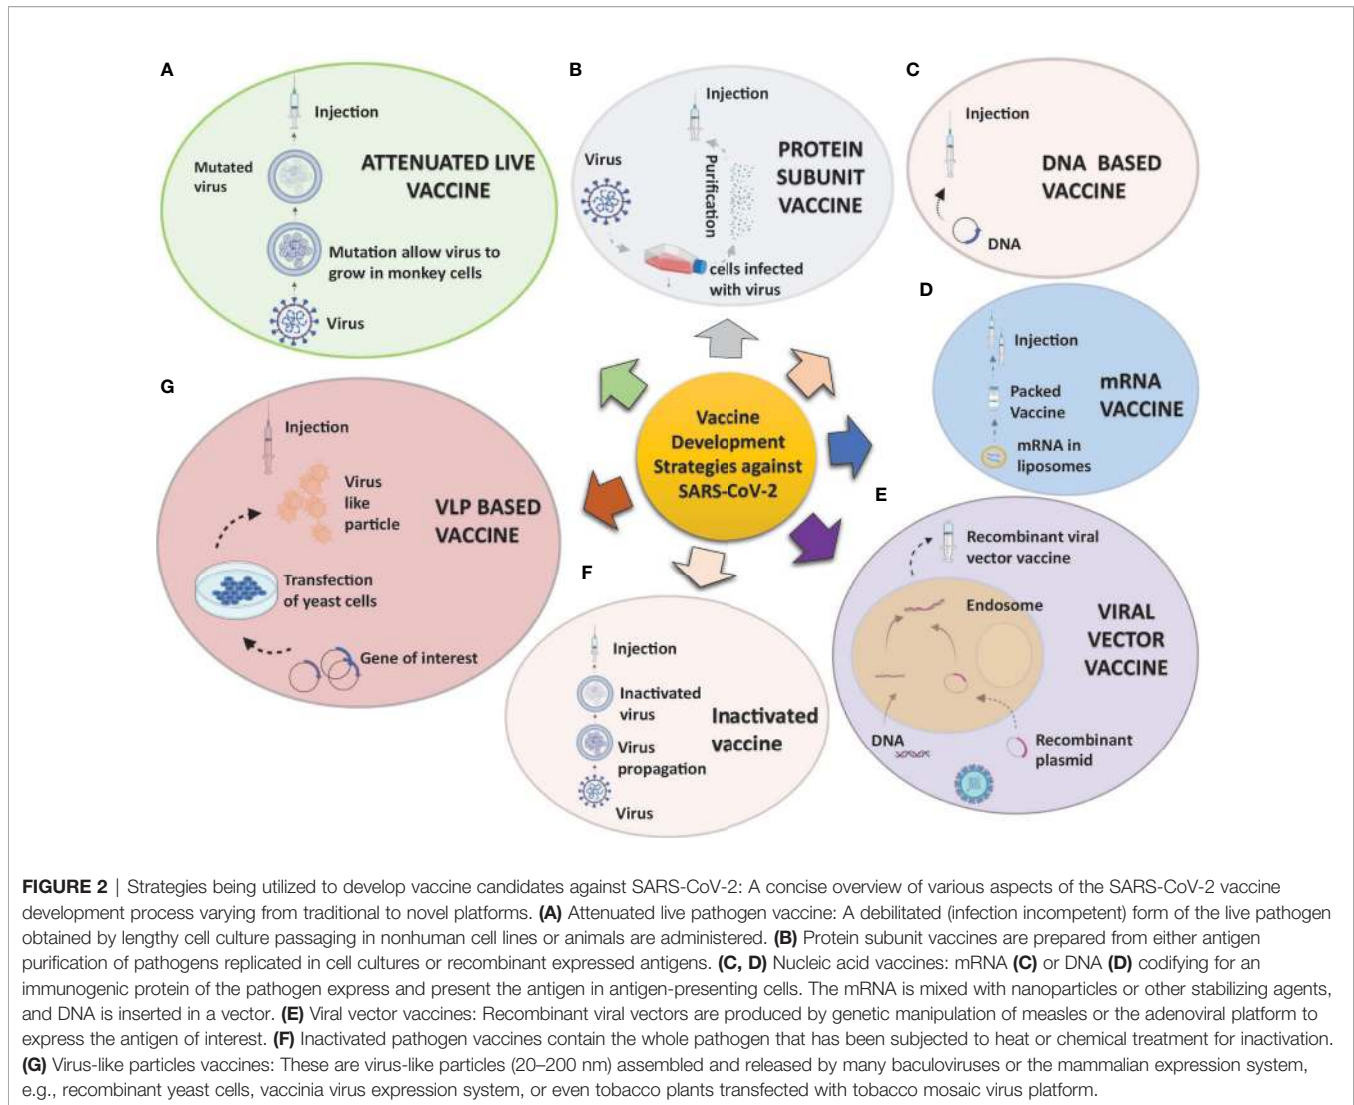 A
Injection
Mutated
virus
ATTENUATED LIVE
VACCINE
Mutation allow virus to
grow in monkey cells
Virus
B
Injection
Virus
Purification
PROTEIN
SUBUNIT
VACCINE
cells infected
with virus
C
Injection
DNA BASED
VACCINE
DNA
D
Injection
Packed
Vaccine
mRNA
VACCINE
mRNA in
liposomes
Vaccine
Development
Strategies against
SARS-CoV-2
G
Injection
Virus
like
particle
VLP BASED
VACCINE
Transfection
of yeast cells
Gene of interest
F
Injection
Inactivated
virus
Inactivated
vaccine
Virus
propagation
Virus
E
Recombinant viral
vector vaccine
Endosome
VIRAL
VECTOR
VACCINE
DNA
Recombinant
plasmid
FIGURE 2 | Strategies being utilized to develop vaccine candidates against SARS-CoV-2: A concise overview of various aspects of the SARS-CoV-2 vaccine
development process varying from traditional to novel platforms. (A) Attenuated live pathogen vaccine: A debilitated (infection incompetent) form of the live pathogen
obtained by lengthy cell culture passaging in nonhuman cell lines or animals are administered. (B) Protein subunit vaccines are prepared from either antigen
purification of pathogens replicated in cell cultures or recombinant expressed antigens. (C, D) Nucleic acid vaccines: mRNA (C) or DNA (D) codifying for an
immunogenic protein of the pathogen express and present the antigen in antigen-presenting cells. The mRNA is mixed with nanoparticles or other stabilizing agents,
and DNA is inserted in a vector. (E) Viral vector vaccines: Recombinant viral vectors are produced by genetic manipulation of measles or the adenoviral platform to
express the antigen of interest. (F) Inactivated pathogen vaccines contain the whole pathogen that has been subjected to heat or chemical treatment for inactivation.
(G) Virus-like particles vaccines: These are virus-like particles (20–200 nm) assembled and released by many baculoviruses or the mammalian expression system,
e.g., recombinant yeast cells, vaccinia virus expression system, or even tobacco plants transfected with tobacco mosaic virus platform.